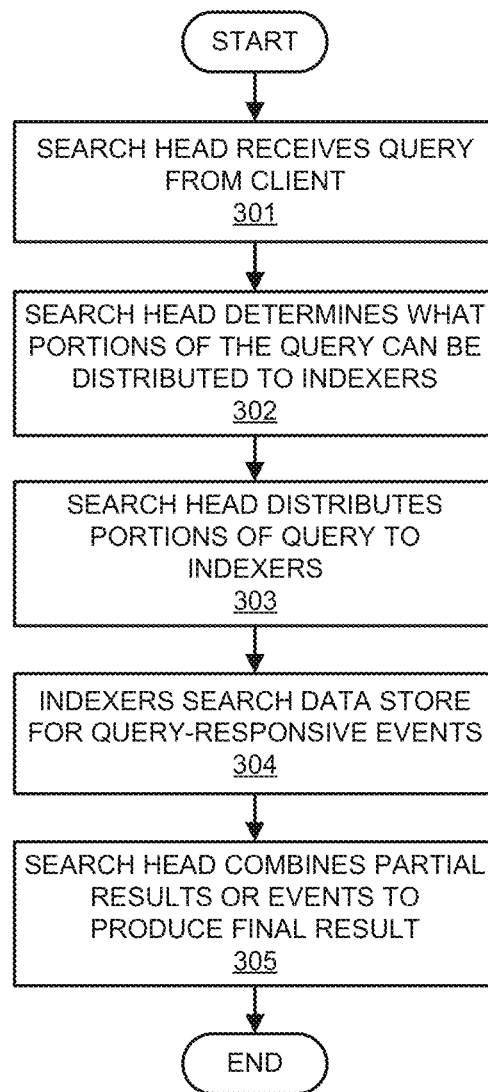 START
SEARCH HEAD RECEIVES QUERY
FROM CLIENT
301
SEARCH HEAD DETERMINES WHAT
PORTIONS OF THE QUERY CAN BE
DISTRIBUTED TO INDEXERS
302
SEARCH HEAD DISTRIBUTES
PORTIONS OF QUERY TO
INDEXERS
303
INDEXERS SEARCH DATA STORE
FOR QUERY-RESPONSIVE EVENTS
304
SEARCH HEAD COMBINES PARTIAL
RESULTS OR EVENTS TO
PRODUCE FINAL RESULT
305
END